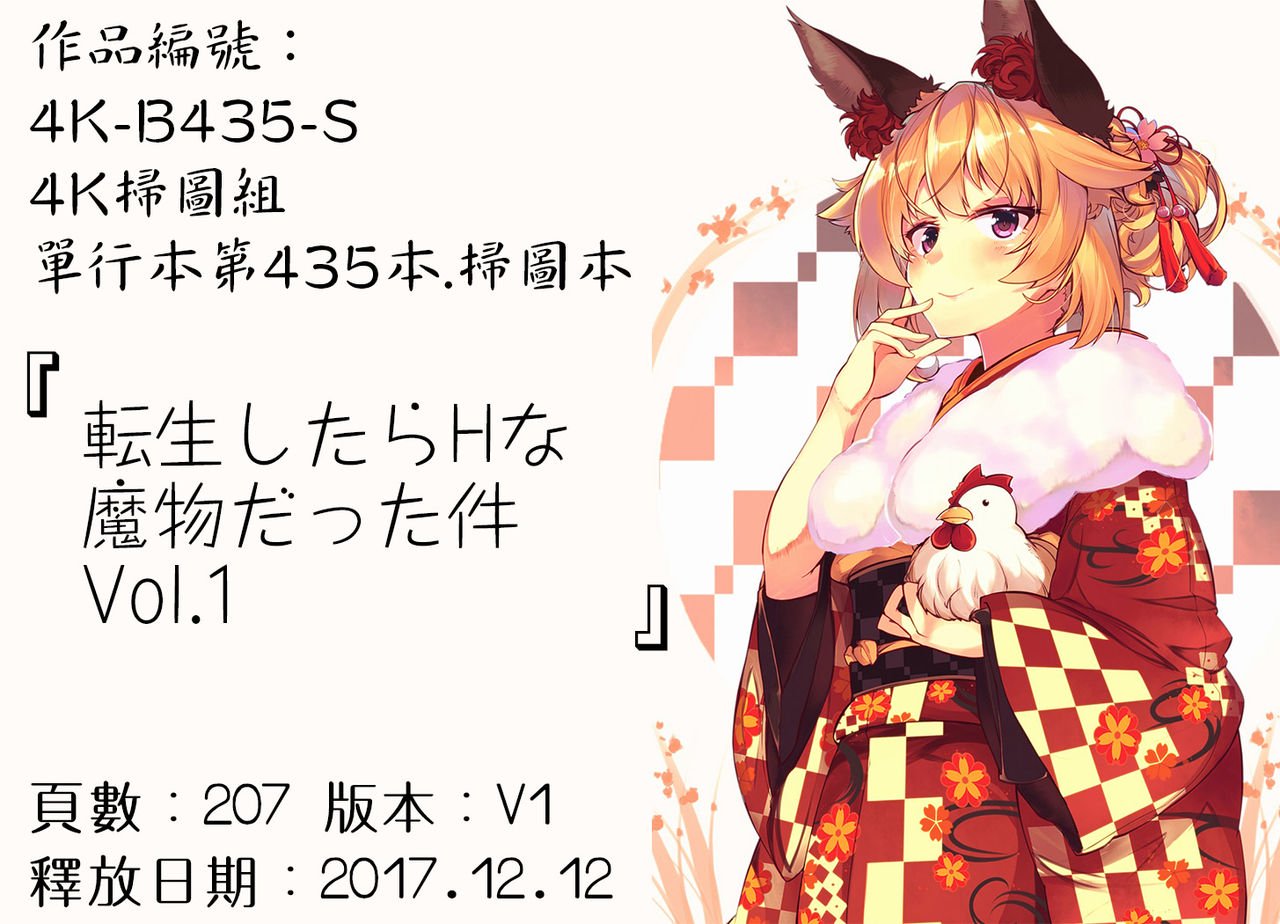 作品編號：
4K-B435-S
4K掃圖組
單行本第435本.掃圖本
『
転生したらHな
魔物だった件
Vol.1
』
頁數：207 版本：V1
釋放日期：2017.12.12